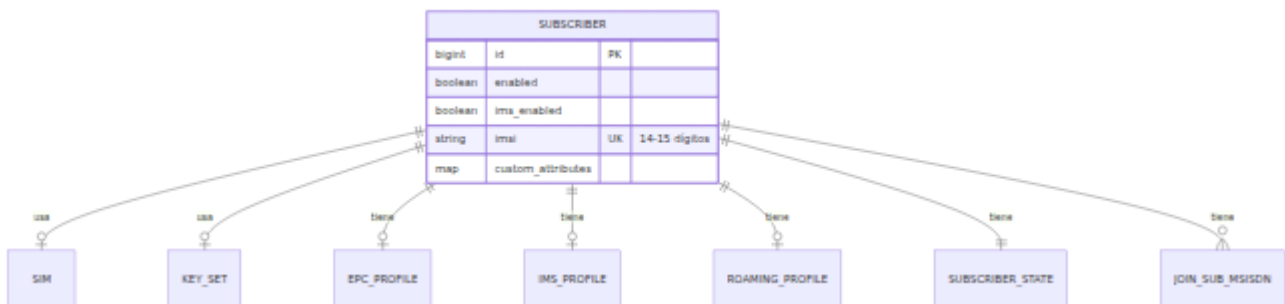 SUBSCRIBER
bigint id PK
boolean enabled
boolean ims_enabled
string imsi UK 14-15 dígitos
map custom_attributes
usa usa tiene tiene tiene tiene tiene
SIM KEY_SET EPC_PROFILE IMS_PROFILE ROAMING_PROFILE SUBSCRIBER_STATE JOIN_SUB_MSISDN